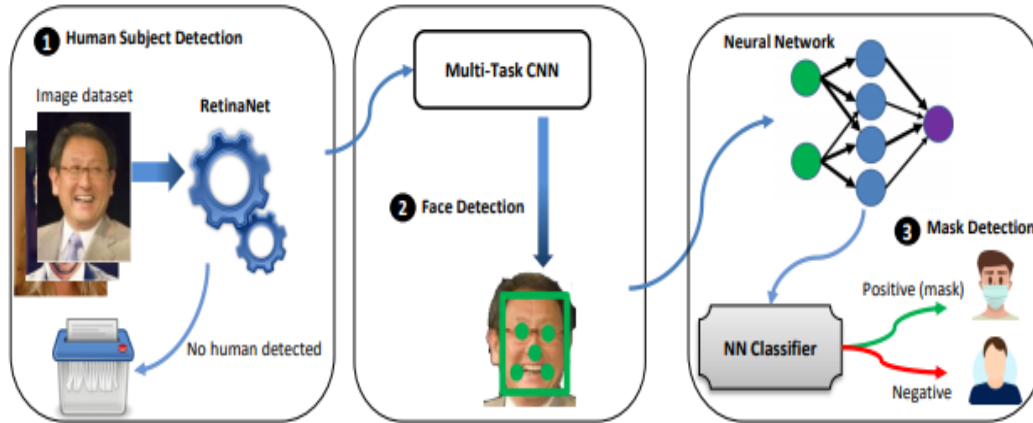 1 Human Subject Detection
Image dataset
RetinaNet
No human detected
Multi-Task CNN
2 Face Detection
Neural Network
3 Mask Detection
Positive (mask)
NN Classifier
Negative